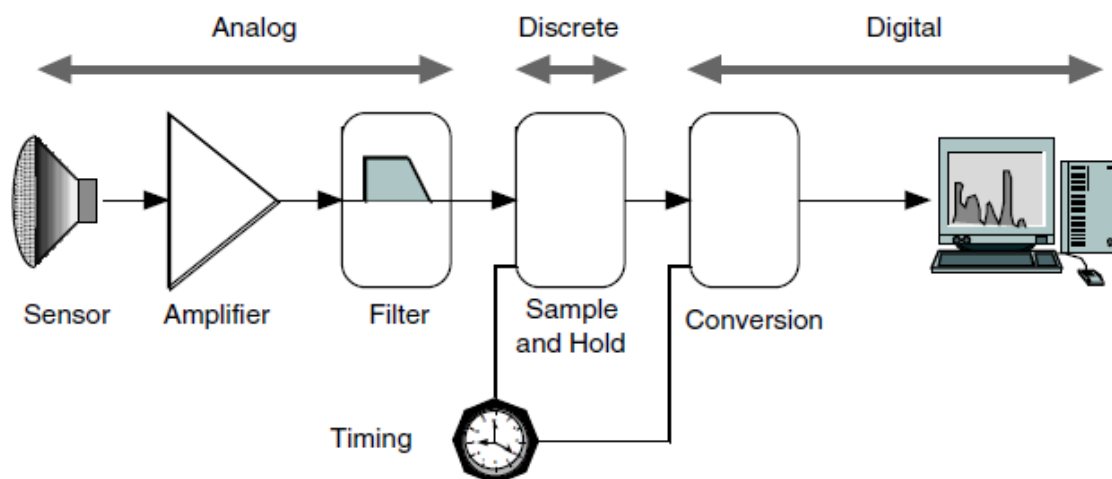 Analog
Discrete
Digital
Sensor
Amplifier
Filter
Sample
and Hold
Conversion
Timing